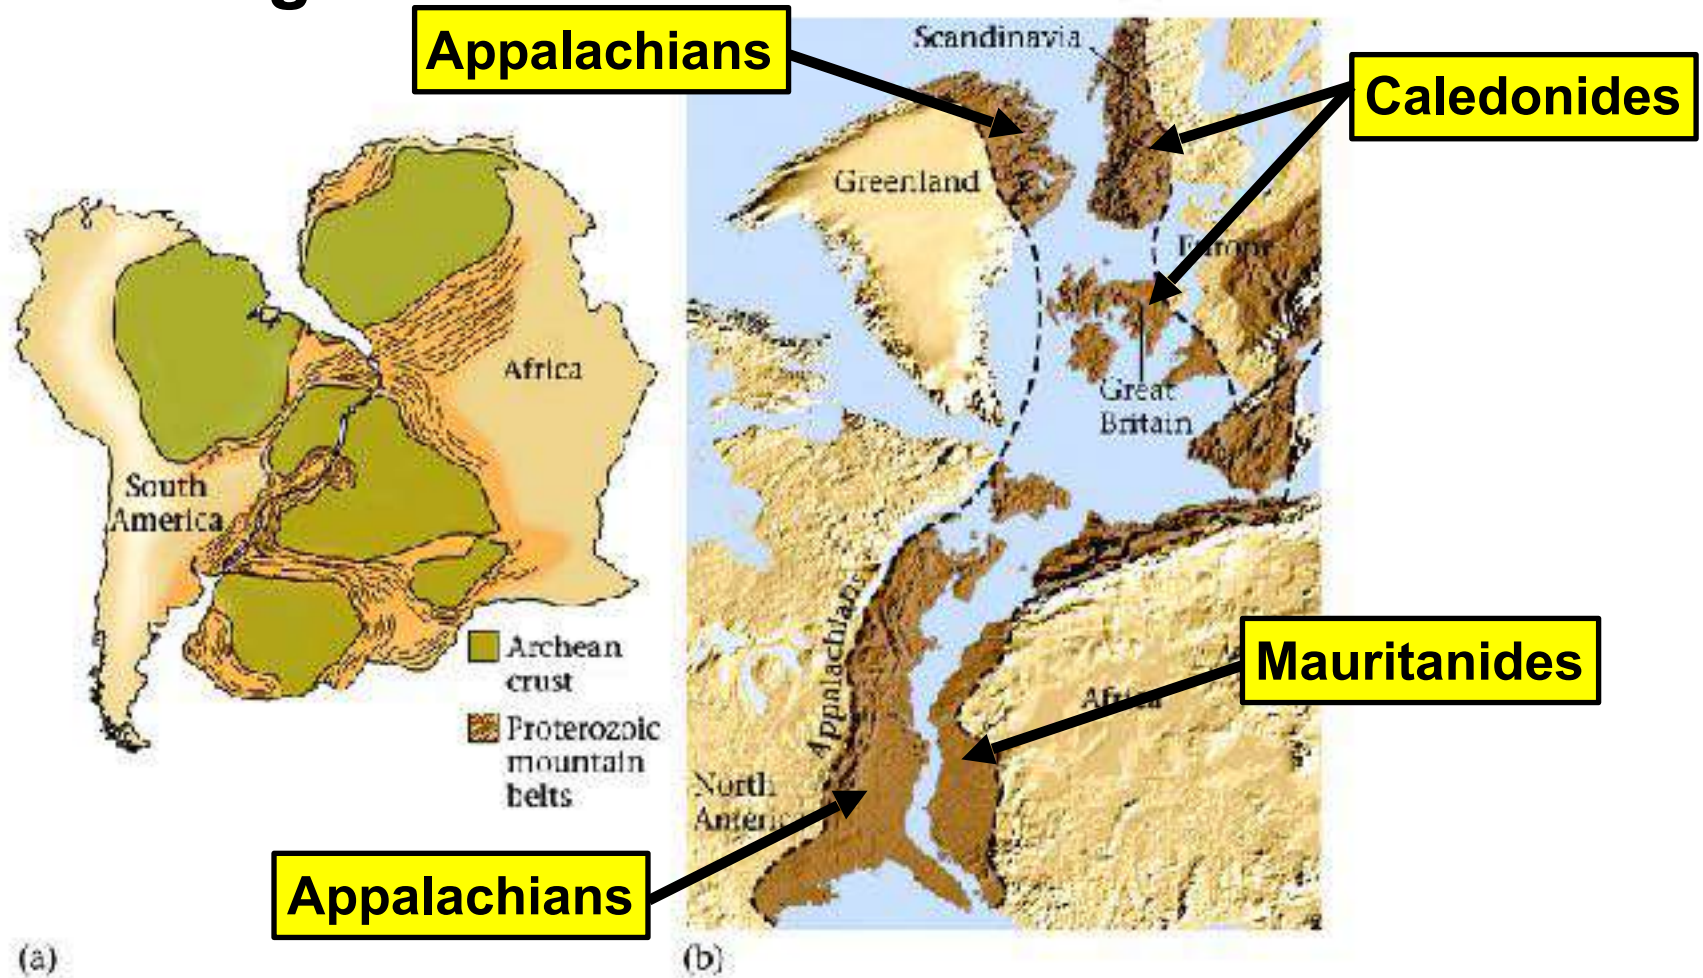 g
Appalachians
Scandinavia
Caledonides
Greenland
Europe
Africa
Great
Britain
South
America
Appalachians
Archean
crust
Mauritanides
Africa
Proterozoic
mountain
belts
North
America
Appalachians
(a)
(b)